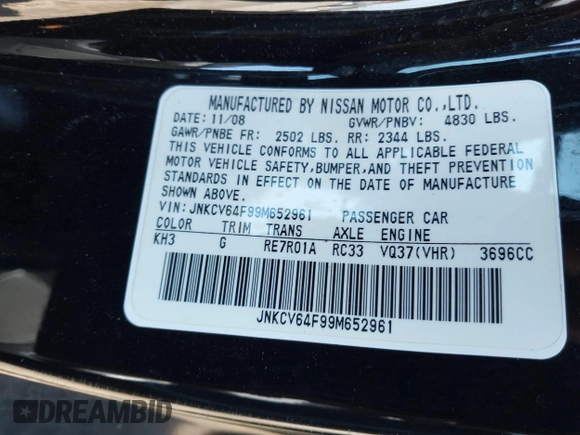 MANUFACTURED BY NISSAN MOTOR CO.,LTD.
DATE: 11/08 GVWR/PNBV: 4830 LBS.
GAWR/PNBE FR: 2502 LBS. RR: 2344 LBS.
THIS VEHICLE CONFORMS TO ALL APPLICABLE FEDERAL
MOTOR VEHICLE SAFETY,BUMPER,AND THEFT PREVENTION
STANDARDS IN EFFECT ON THE DATE OF MANUFACTURE
SHOWN ABOVE.
VIN: JNKCV64F99M652961 PASSENGER CAR
COLOR TRIM TRANS AXLE ENGINE
KH3 G RE7R01A RC33 VQ37(VHR) 3696CC
JNKCV64F99M652961
DREAMBID